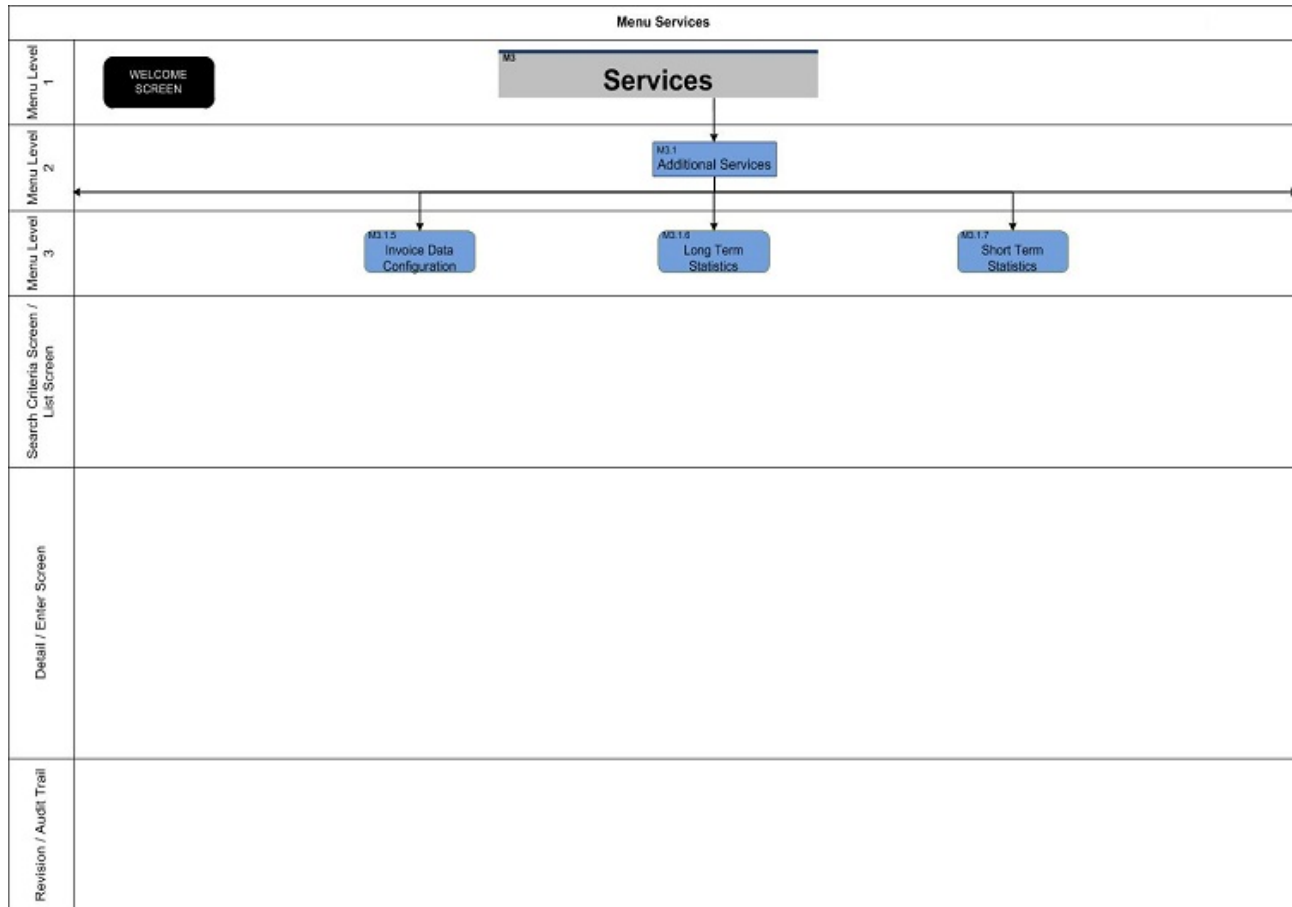 Menu Services
Menu Level
1
WELCOME
SCREEN
M3
Services
Menu Level
2
M3.1
Additional Services
Menu Level
3
M3.1.5
Invoice Data
Configuration
M3.1.6
Long Term
Statistics
M3.1.7
Short Term
Statistics
Search Criteria Screen /
List Screen
Detail / Enter Screen
Revision / Audit Trail